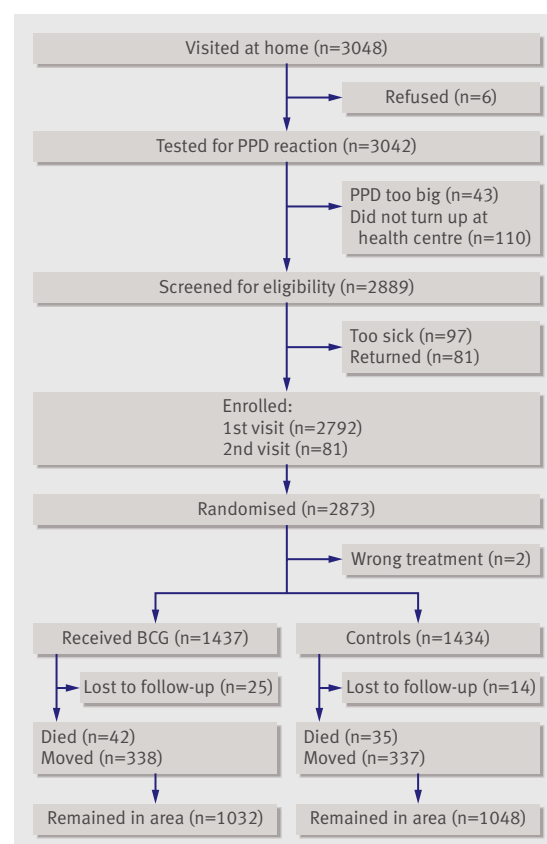 Visited at home (n=3048)
Refused (n=6)
Tested for PPD reaction (n=3042)
PPD too big (n=43)
Did not turn up at
health centre (n=110)
Screened for eligibility (n=2889)
Too sick (n=97)
Returned (n=81)
Enrolled:
1st visit (n=2792)
2nd visit (n=81)
Randomised (n=2873)
Wrong treatment (n=2)
Received BCG (n=1437)
Controls (n=1434)
Lost to follow-up (n=25)
Lost to follow-up (n=14)
Died (n=42)
Moved (n=338)
Died (n=35)
Moved (n=337)
Remained in area (n=1032)
Remained in area (n=1048)